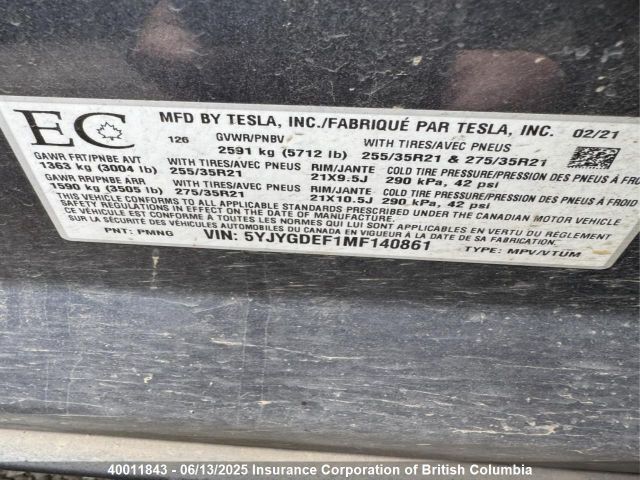 EC
MFD BY TESLA, INC./FABRIQUÉ PAR TESLA, INC. 02/21
126 GVWR/PNBV WITH TIRES/AVEC PNEUS
2591 kg (5712 lb) 255/35R21 & 275/35R21
GAWR FRT/PNBE AVT WITH TIRES/AVEC PNEUS RIM/JANTE COLD TIRE PRESSURE/PRESSION DES PNEUS À FROID
1363 kg (3004 lb) 255/35R21 21X9.5J 290 kPa, 42 psi
GAWR RR/PNBE ARR WITH TIRES/AVEC PNEUS RIM/JANTE COLD TIRE PRESSURE/PRESSION DES PNEUS À FROID
1590 kg (3505 lb) 275/35R21 21X10.5J 290 kPa, 42 psi
THIS VEHICLE CONFORMS TO ALL APPLICABLE STANDARDS PRESCRIBED UNDER THE CANADIAN MOTOR VEHICLE
SAFETY REGULATIONS IN EFFECT ON THE DATE OF MANUFACTURE.
CE VÉHICULE EST CONFORME À TOUTES LES NORMES QUI LUI SONT APPLICABLES EN VERTU DU RÈGLEMENT
SUR LA SÉCURITÉ DES VÉHICULES AUTOMOBILES DU CANADA EN VIGUEUR À LA DATE DE SA FABRICATION.
PNT: PMNG VIN: 5YJYGDEF1MF140861 TYPE: MPV/VTUM
40011843 - 06/13/2025 Insurance Corporation of British Columbia